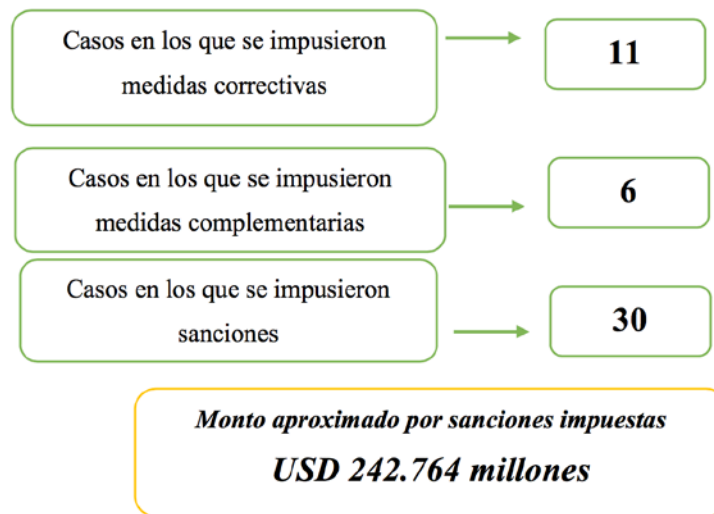 Casos en los que se impusieron
medidas correctivas
11
Casos en los que se impusieron
medidas complementarias
6
Casos en los que se impusieron
sanciones
30
Monto aproximado por sanciones impuestas
USD 242.764 millones